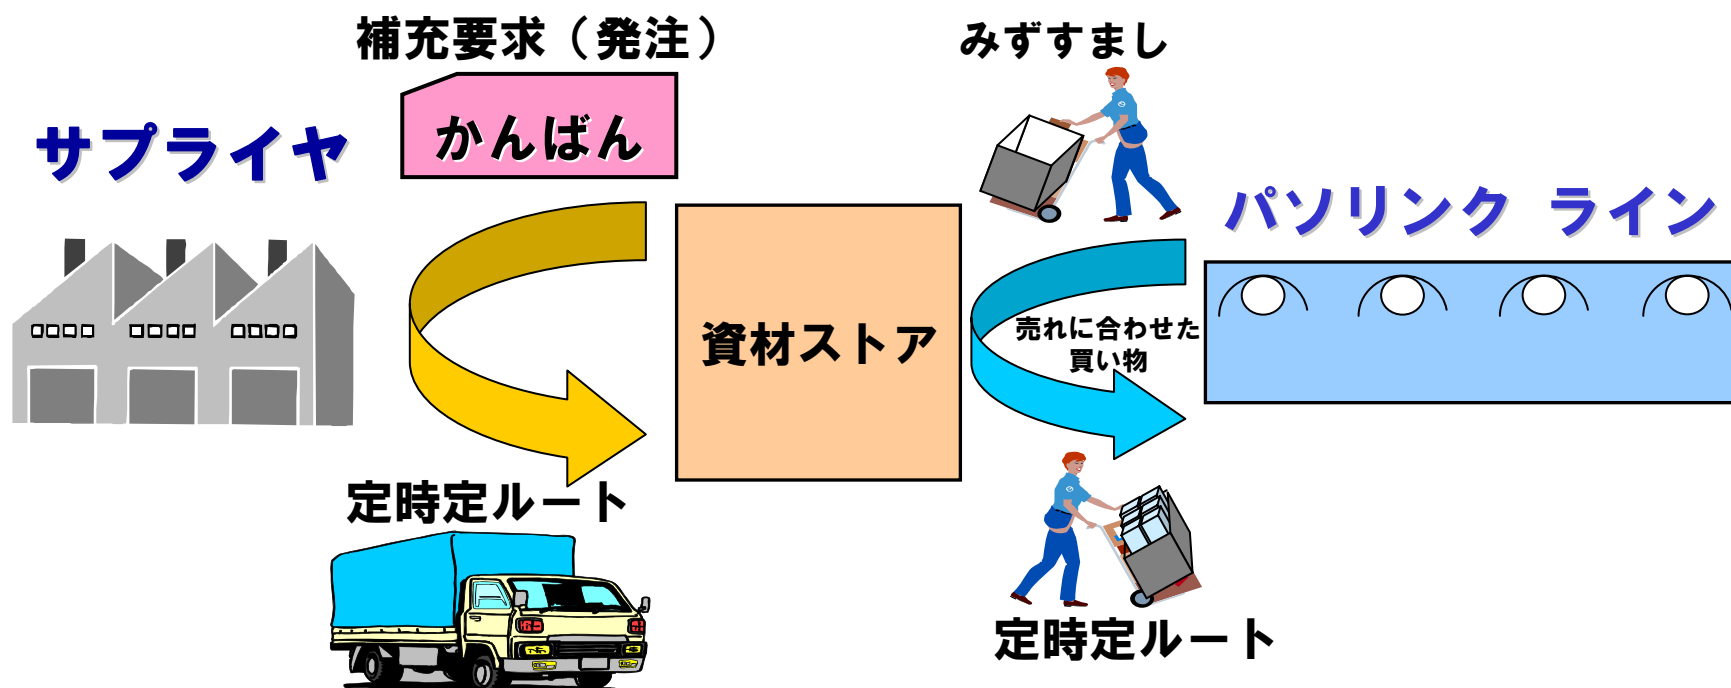 補充要求（発注）
みずすまし
かんばん
サプライヤ
パソリンク ライン
資材ストア
売れに合わせた
買い物
定時定ルート
定時定ルート